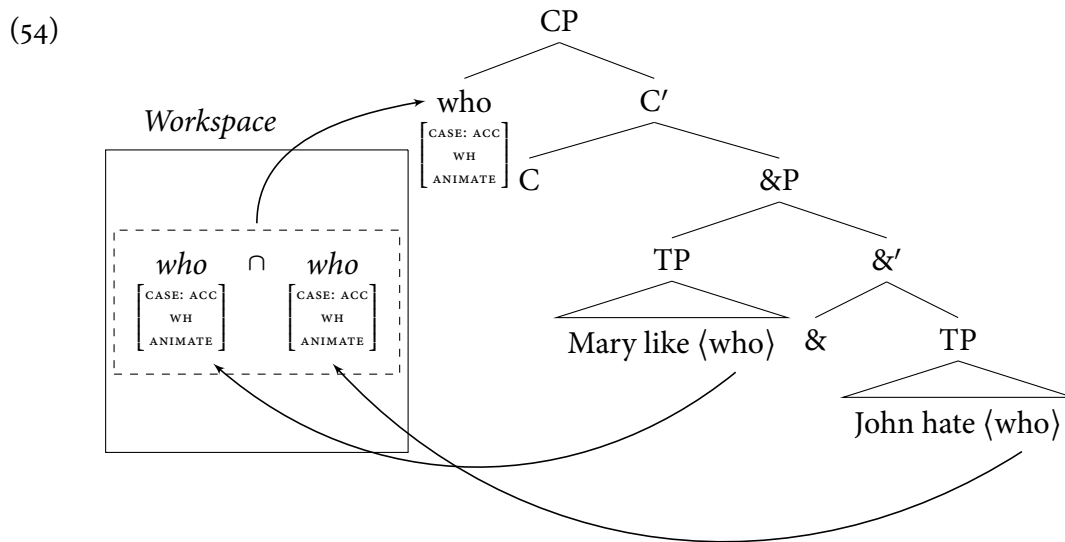 (54)
CP
who C′
Workspace
[CASE: ACC
WH
ANIMATE]
C &P
TP &′
who ∩ who
[CASE: ACC
WH
ANIMATE] [CASE: ACC
WH
ANIMATE]
Mary like ⟨who⟩ & TP
John hate ⟨who⟩